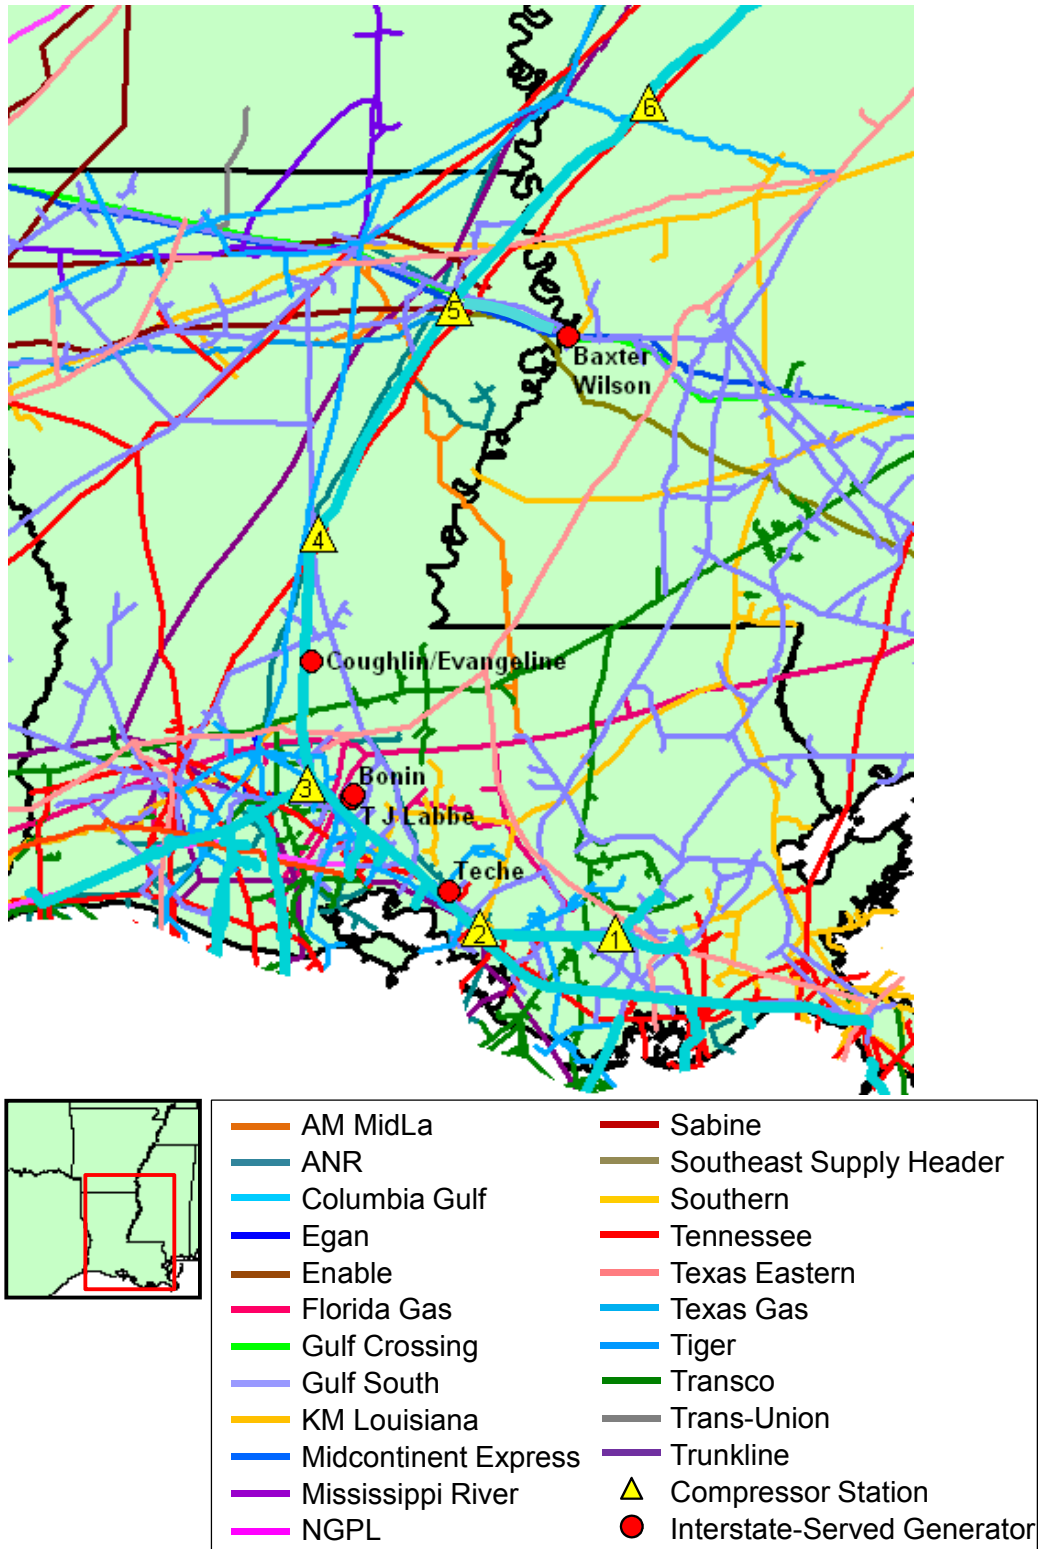 6
5
Baxter
Wilson
4
Coughlin/Evangeline
3
Bonin
T J Labbe
Teche
2
1
AM MidLa
ANR
Columbia Gulf
Egan
Enable
Florida Gas
Gulf Crossing
Gulf South
KM Louisiana
Midcontinent Express
Mississippi River
NGPL
Sabine
Southeast Supply Header
Southern
Tennessee
Texas Eastern
Texas Gas
Tiger
Transco
Trans-Union
Trunkline
Compressor Station
Interstate-Served Generator